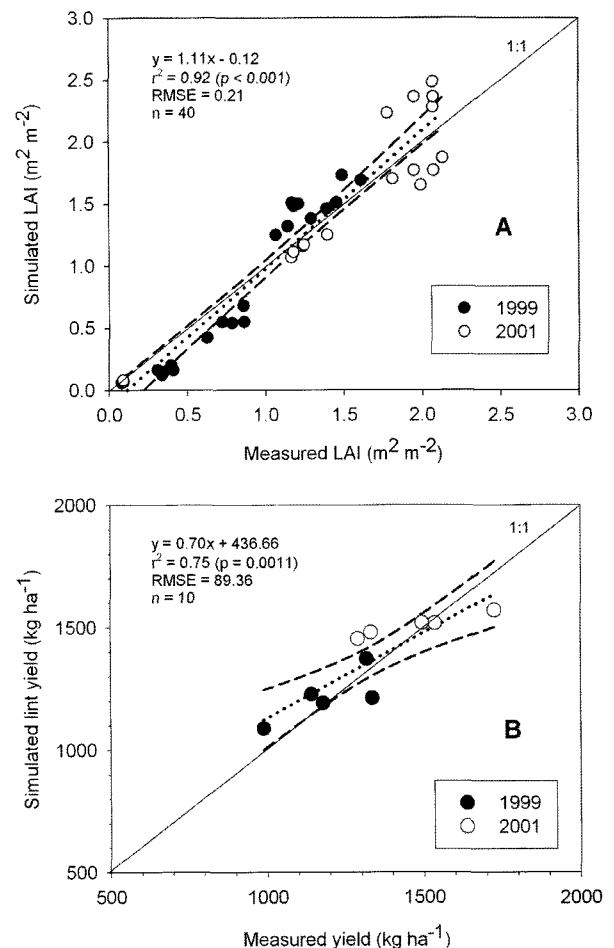 y = 1.11x - 0.12
r² = 0.92 (p < 0.001)
RMSE = 0.21
n = 40
1:1
A
1999
2001
3.0
2.5
2.0
1.5
1.0
0.5
0.0
0.0 0.5 1.0 1.5 2.0 2.5 3.0
Simulated LAI (m² m⁻²)
Measured LAI (m² m⁻²)
y = 0.70x + 436.66
r² = 0.75 (p = 0.0011)
RMSE = 89.36
n = 10
1:1
B
1999
2001
2000
1500
1000
500
500 1000 1500 2000
Simulated lint yield (kg ha⁻¹)
Measured yield (kg ha⁻¹)